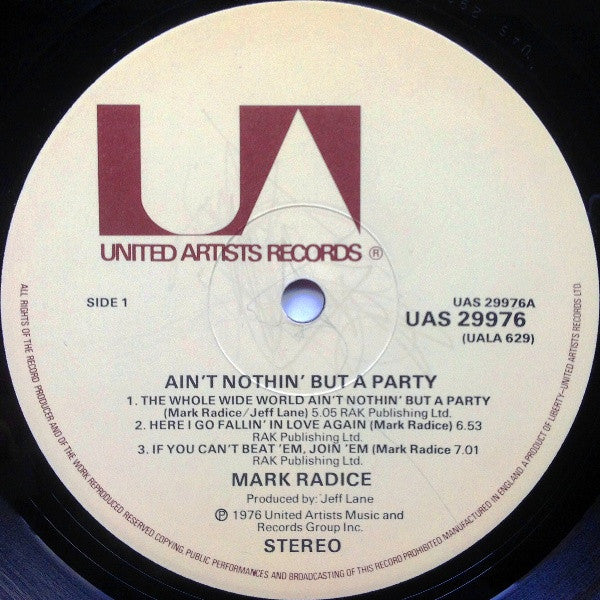 UA
UNITED ARTISTS RECORDS ®
SIDE 1
UAS 29976A
UAS 29976
(UALA 629)
AIN'T NOTHIN' BUT A PARTY
1. THE WHOLE WIDE WORLD AIN'T NOTHIN' BUT A PARTY
(Mark Radice/Jeff Lane) 5.05 RAK Publishing Ltd.
2. HERE I GO FALLIN' IN LOVE AGAIN (Mark Radice) 6.53
RAK Publishing Ltd.
3. IF YOU CAN'T BEAT 'EM, JOIN 'EM (Mark Radice 7.01
RAK Publishing Ltd.
MARK RADICE
Produced by: Jeff Lane
℗ 1976 United Artists Music and
Records Group Inc.
STEREO
ALL RIGHTS OF THE RECORD PRODUCER AND OF THE WORK REPRODUCED RESERVED COPYING, PUBLIC PERFORMANCES AND BROADCASTING OF THIS RECORD PROHIBITED MANUFACTURED IN ENGLAND A PRODUCT OF LIBERTY-UNITED ARTISTS RECORDS LTD.